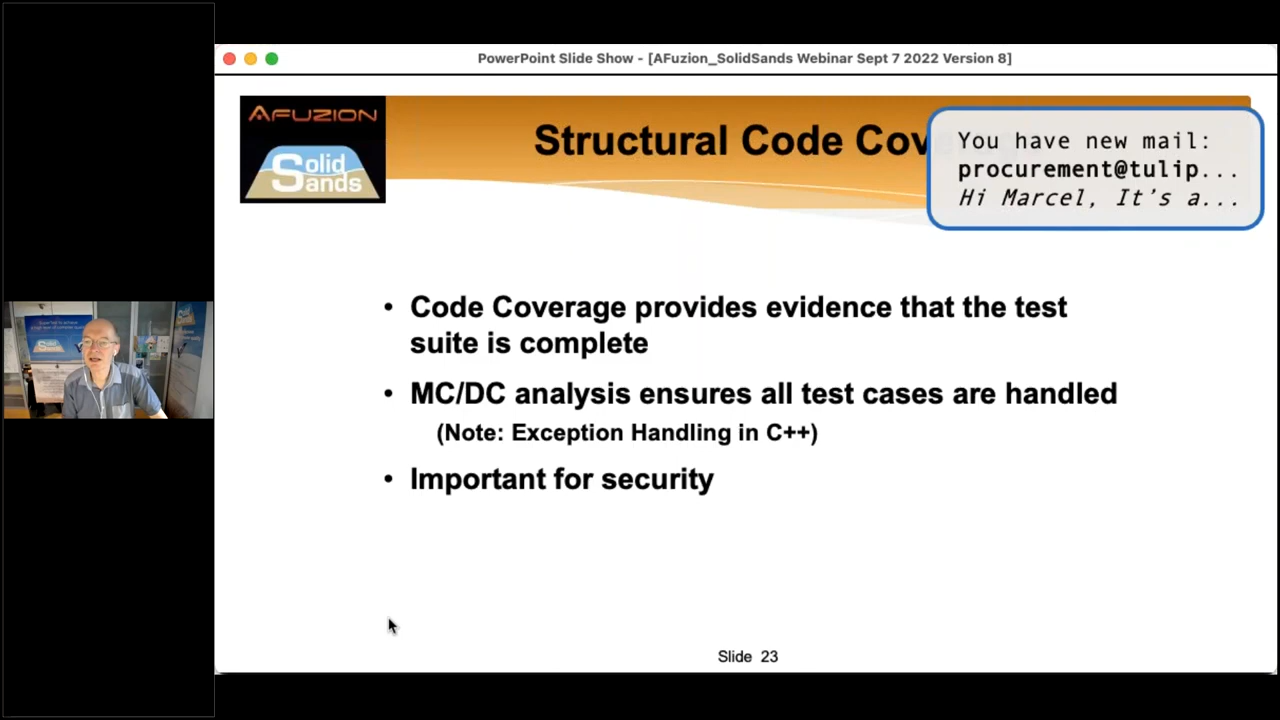 PowerPoint Slide Show - [AFuzion_SolidSands Webinar Sept 7 2022 Version 8]
AFUZION
Solid
Sands
Structural Code Cov
You have new mail:
procurement@tulip...
Hi Marcel, It's a...
• Code Coverage provides evidence that the test
suite is complete
• MC/DC analysis ensures all test cases are handled
(Note: Exception Handling in C++)
• Important for security
Slide 23